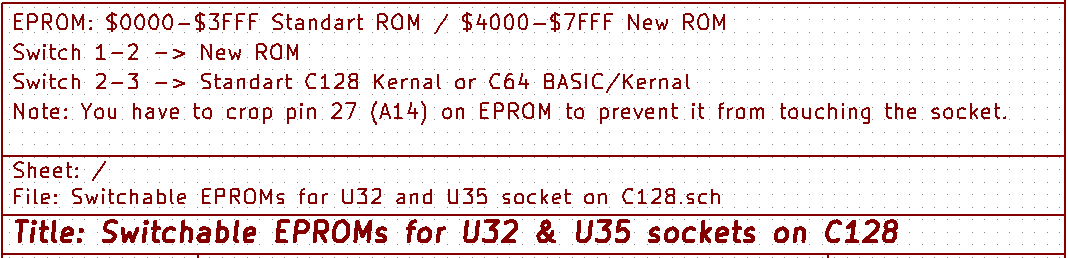 EPROM: $0000-$3FFF Standart ROM / $4000-$7FFF New ROM
Switch 1-2 -> New ROM
Switch 2-3 -> Standart C128 Kernal or C64 BASIC/Kernal
Note: You have to crop pin 27 (A14) on EPROM to prevent it from touching the socket.
Sheet: /
File: Switchable EPROMs for U32 and U35 socket on C128.sch
Title: Switchable EPROMs for U32 & U35 sockets on C128